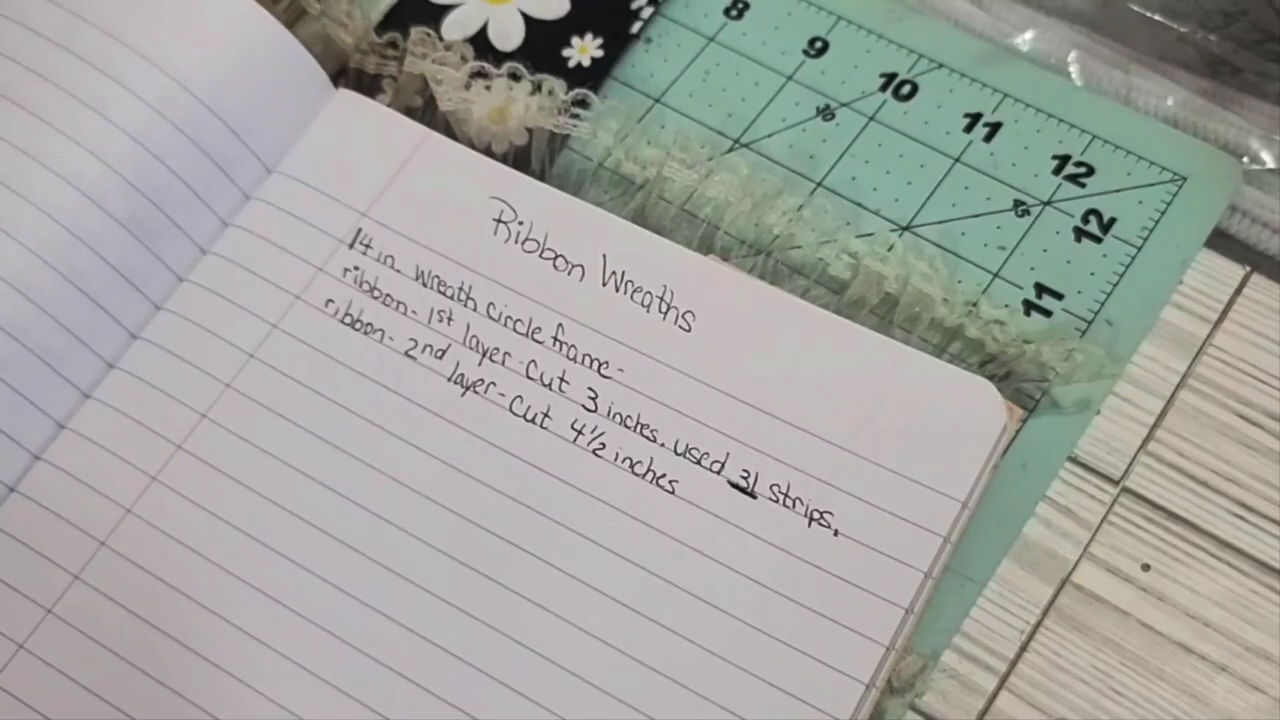 Ribbon Wreaths
14 in. wreath circle frame-
ribbon- 1st layer-cut 3 inches. used 31 strips.
ribbon- 2nd layer-cut 4½ inches
8
9
10
11
12
12
11
45